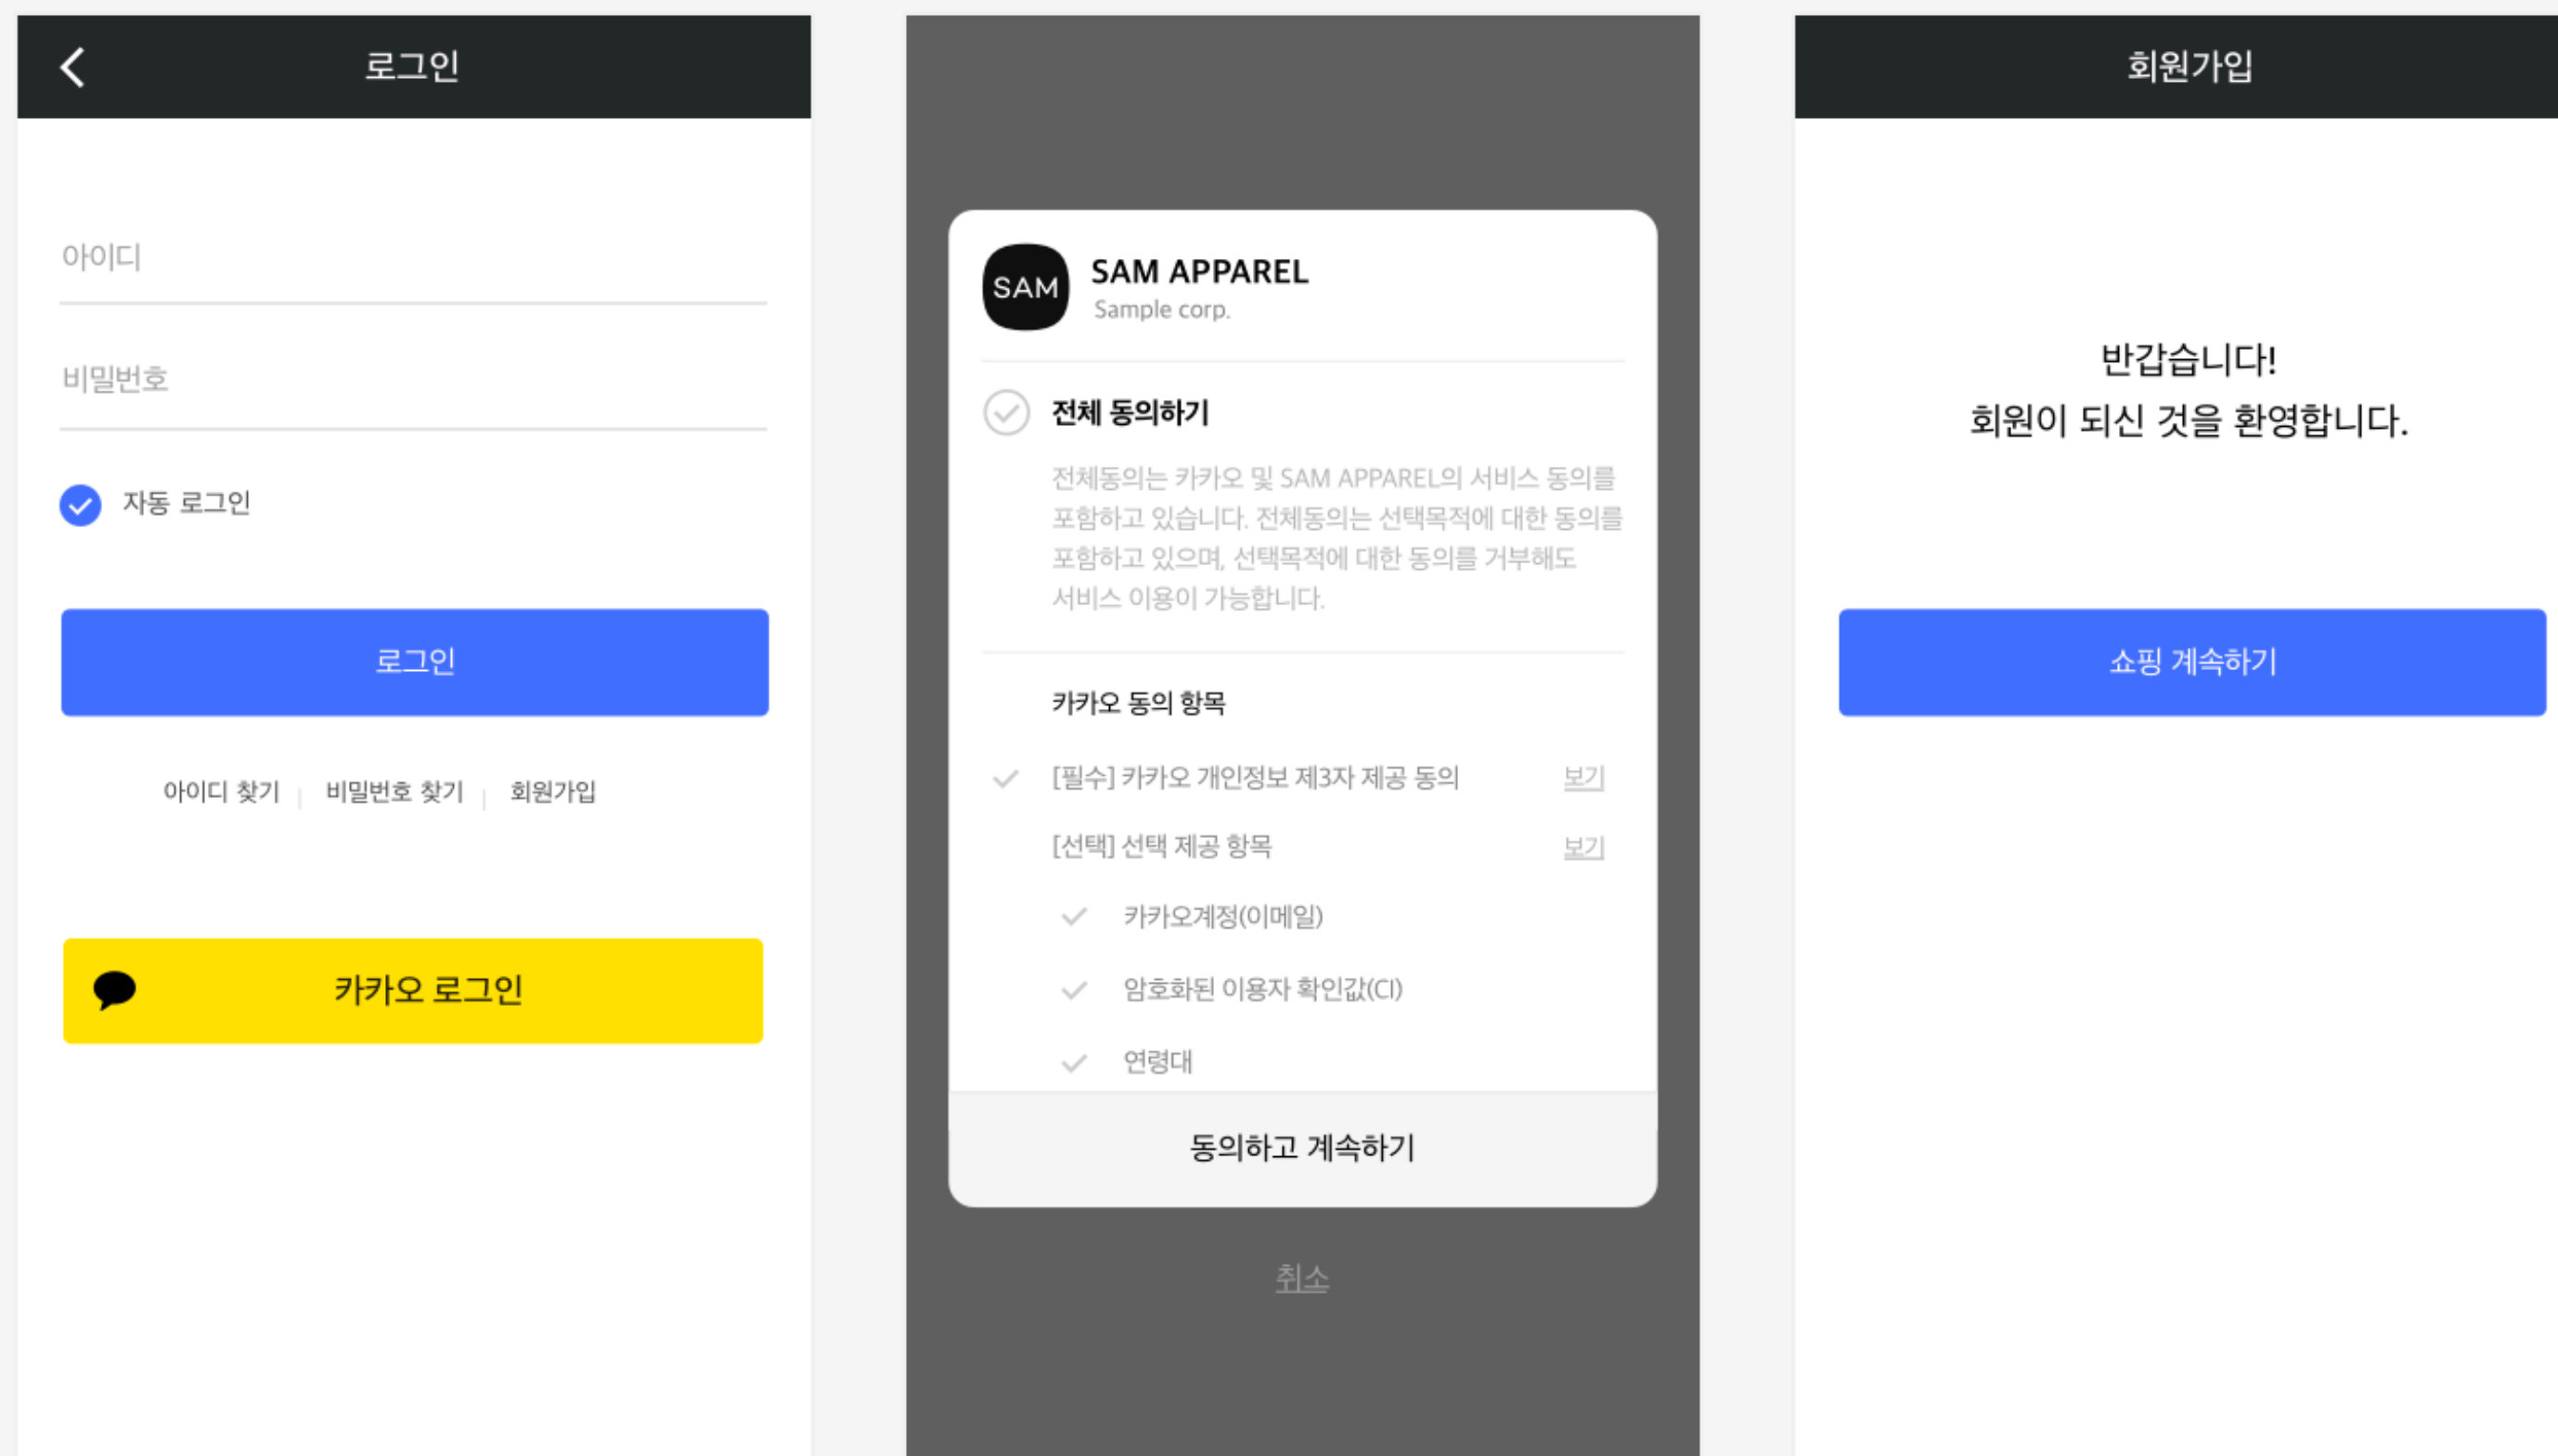 로그인
아이디
비밀번호
자동 로그인
로그인
아이디 찾기 | 비밀번호 찾기 | 회원가입
카카오 로그인
SAM
SAM APPAREL
Sample corp.
전체 동의하기
전체동의는 카카오 및 SAM APPAREL의 서비스 동의를
포함하고 있습니다. 전체동의는 선택목적에 대한 동의를
포함하고 있으며, 선택목적에 대한 동의를 거부해도
서비스 이용이 가능합니다.
카카오 동의 항목
[필수] 카카오 개인정보 제3자 제공 동의 보기
[선택] 선택 제공 항목 보기
카카오계정(이메일)
암호화된 이용자 확인값(CI)
연령대
동의하고 계속하기
취소
회원가입
반갑습니다!
회원이 되신 것을 환영합니다.
쇼핑 계속하기